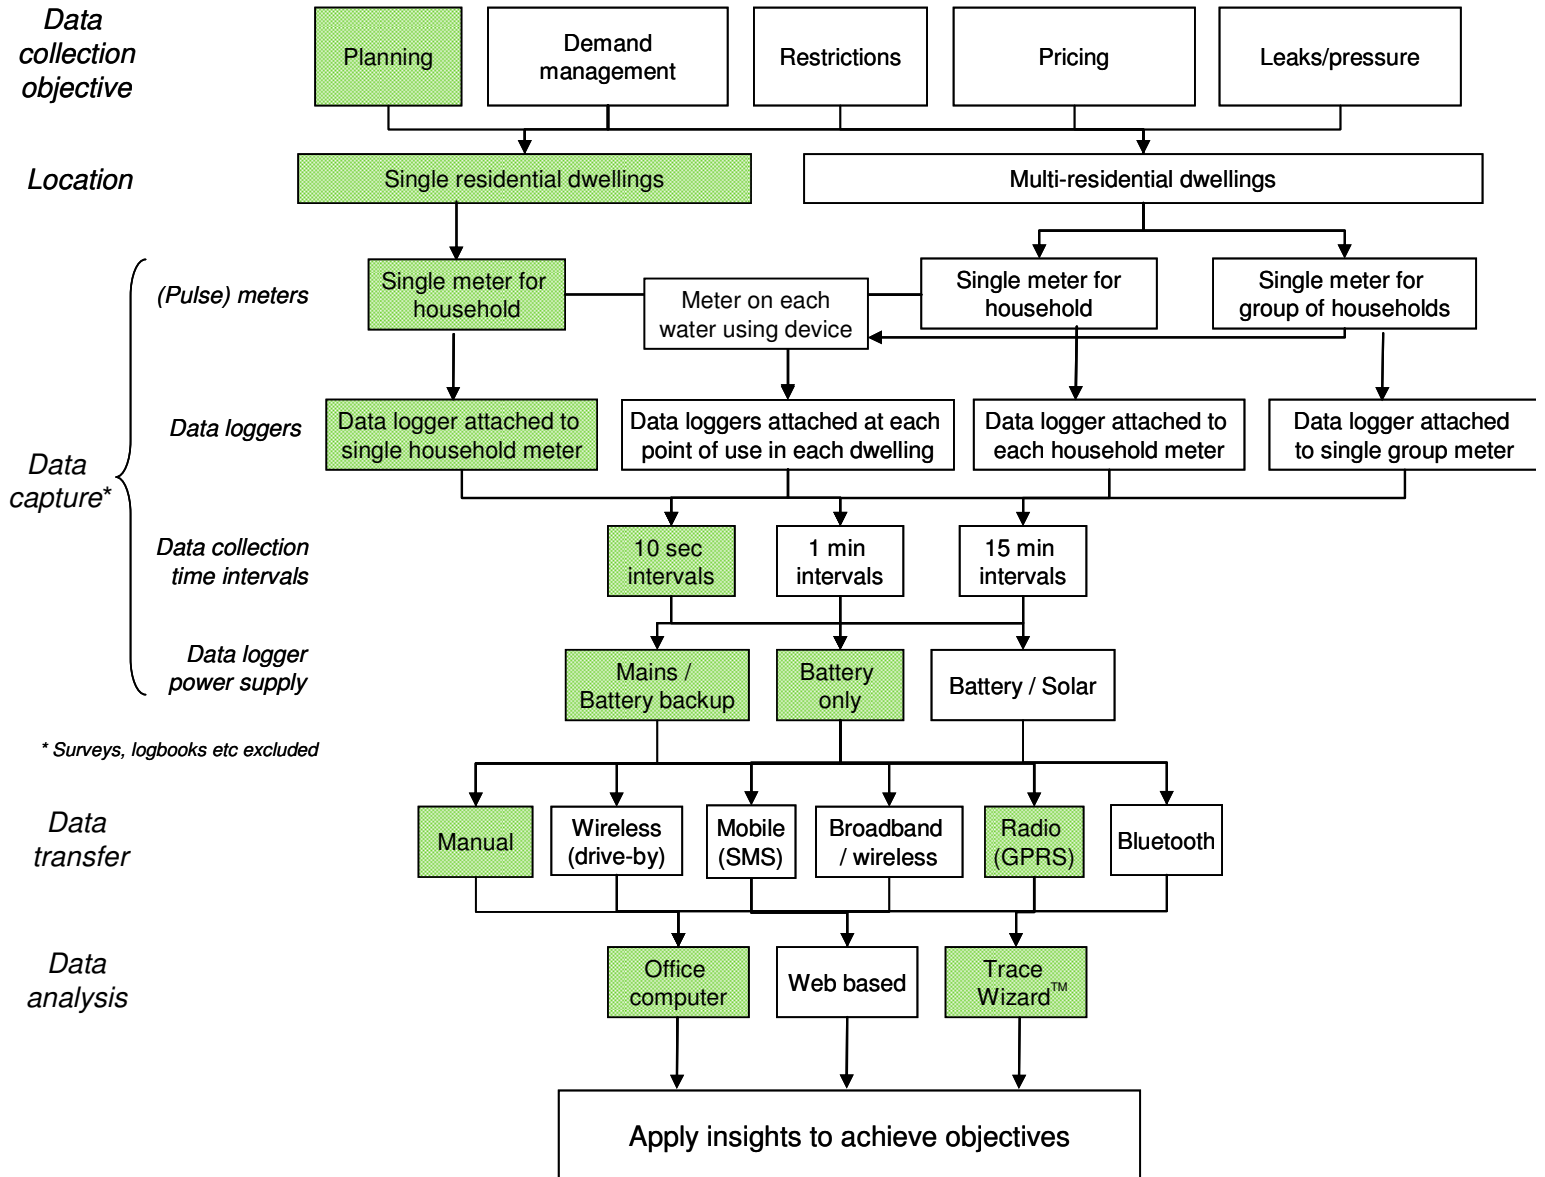 Data
collection
objective
Planning
Demand
management
Restrictions
Pricing
Leaks/pressure
Location
Single residential dwellings
Multi-residential dwellings
Data
capture*
(Pulse) meters
Single meter for
household
Meter on each
water using device
Single meter for
household
Single meter for
group of households
Data loggers
Data logger attached to
single household meter
Data loggers attached at each
point of use in each dwelling
Data logger attached to
each household meter
Data logger attached
to single group meter
Data collection
time intervals
10 sec
intervals
1 min
intervals
15 min
intervals
Data logger
power supply
Mains /
Battery backup
Battery
only
Battery / Solar
* Surveys, logbooks etc excluded
Data
transfer
Manual
Wireless
(drive-by)
Mobile
(SMS)
Broadband
/ wireless
Radio
(GPRS)
Bluetooth
Data
analysis
Office
computer
Web based
Trace
Wizard™
Apply insights to achieve objectives